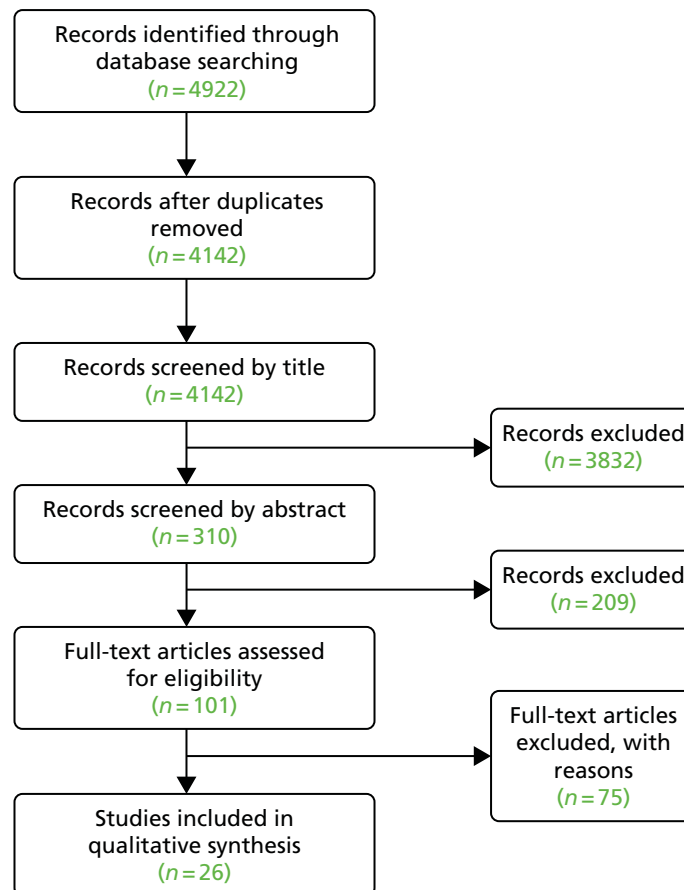 Records identified through
database searching
(n=4922)
Records after duplicates
removed
(n=4142)
Records screened by title
(n=4142)
Records excluded
(n=3832)
Records screened by abstract
(n=310)
Records excluded
(n=209)
Full-text articles assessed
for eligibility
(n=101)
Full-text articles
excluded, with
reasons
(n=75)
Studies included in
qualitative synthesis
(n=26)